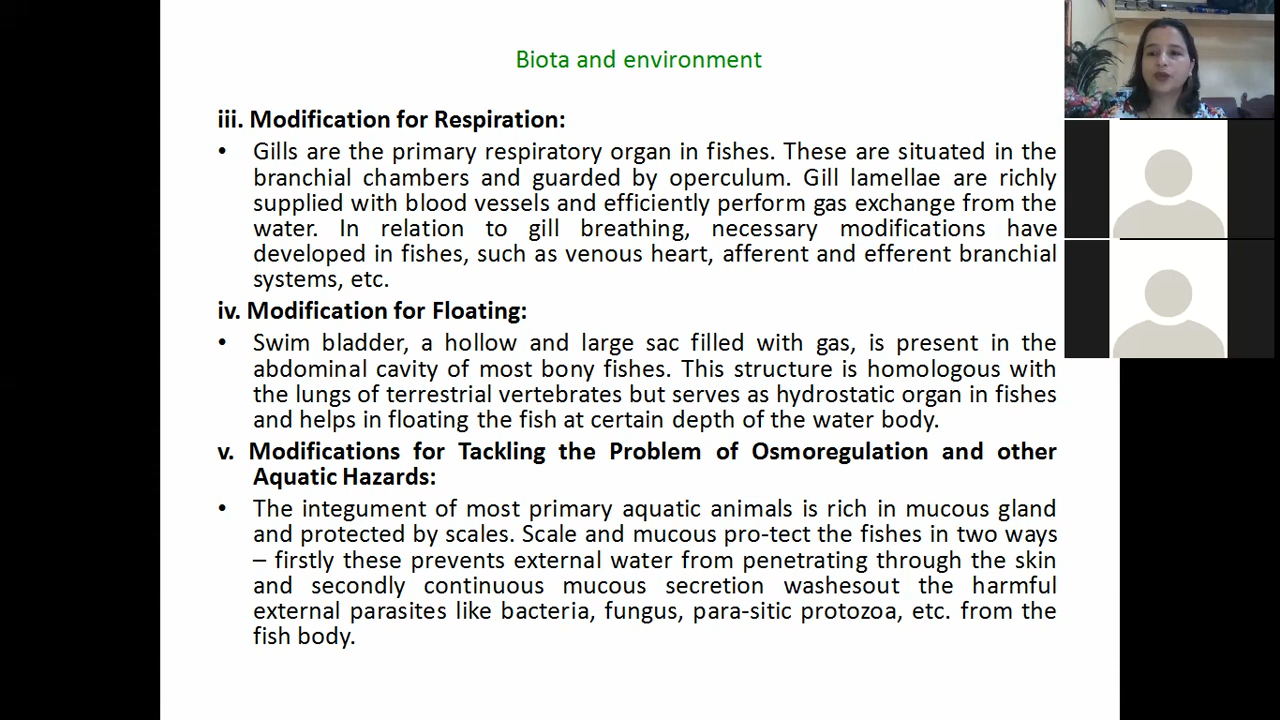 Biota and environment
iii. Modification for Respiration:
• Gills are the primary respiratory organ in fishes. These are situated in the
branchial chambers and guarded by operculum. Gill lamellae are richly
supplied with blood vessels and efficiently perform gas exchange from the
water. In relation to gill breathing, necessary modifications have
developed in fishes, such as venous heart, afferent and efferent branchial
systems, etc.
iv. Modification for Floating:
• Swim bladder, a hollow and large sac filled with gas, is present in the
abdominal cavity of most bony fishes. This structure is homologous with
the lungs of terrestrial vertebrates but serves as hydrostatic organ in fishes
and helps in floating the fish at certain depth of the water body.
v. Modifications for Tackling the Problem of Osmoregulation and other
Aquatic Hazards:
• The integument of most primary aquatic animals is rich in mucous gland
and protected by scales. Scale and mucous pro-tect the fishes in two ways
– firstly these prevents external water from penetrating through the skin
and secondly continuous mucous secretion washesout the harmful
external parasites like bacteria, fungus, para-sitic protozoa, etc. from the
fish body.